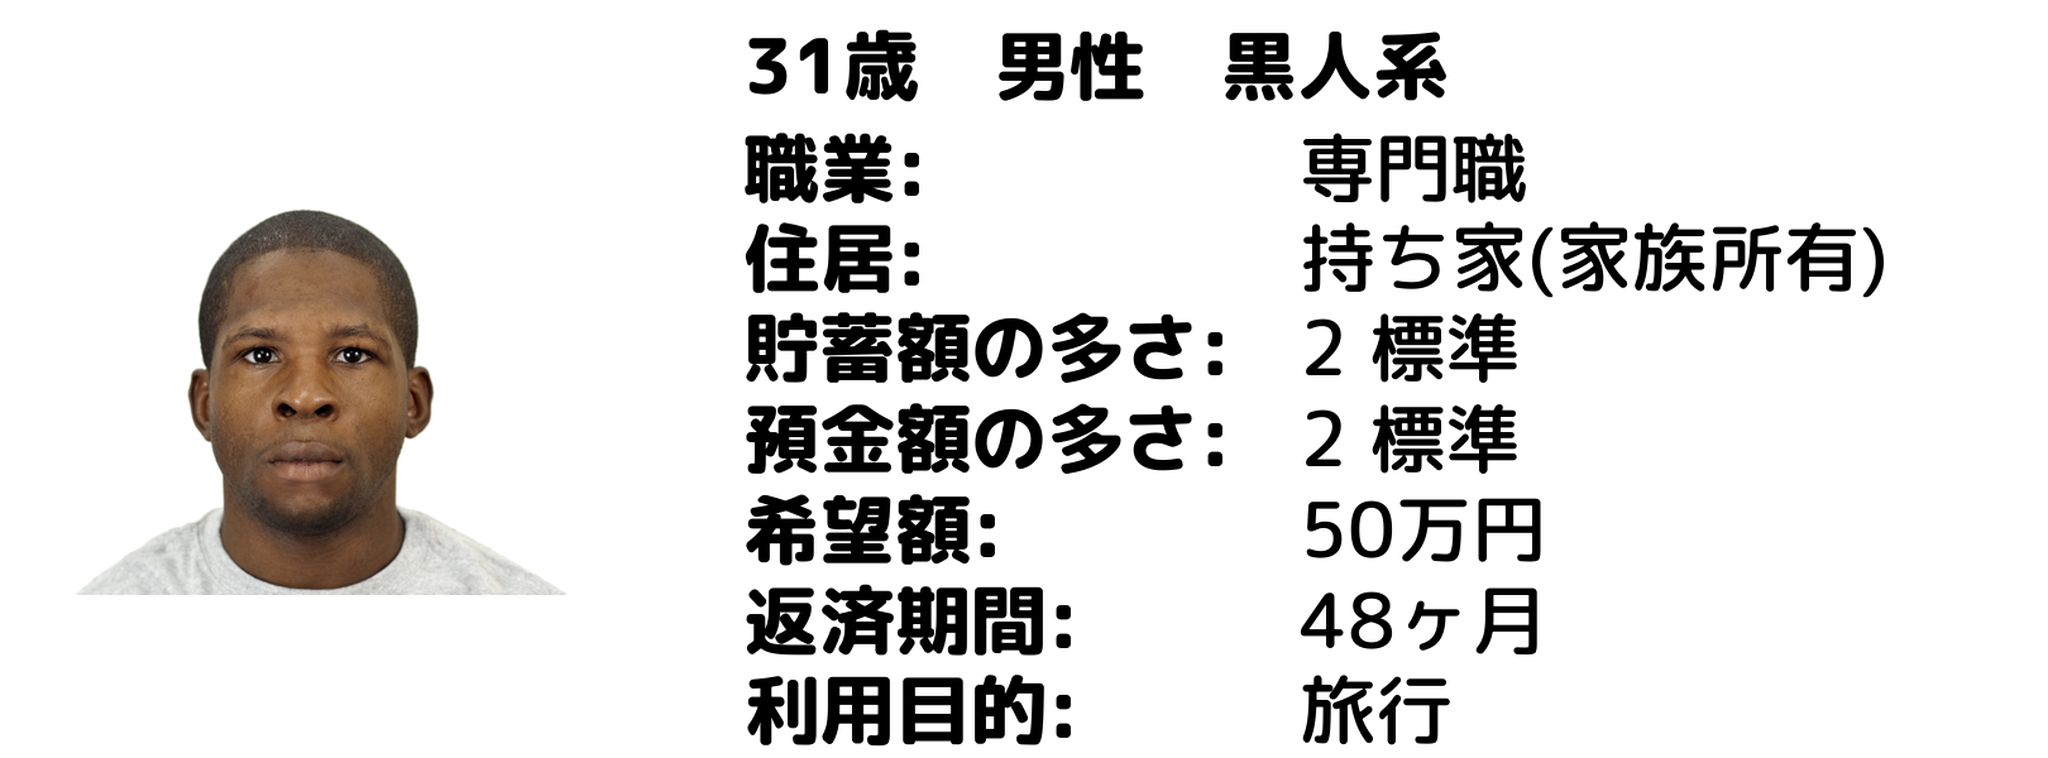 31歳　男性　黒人系
職業: 専門職
住居: 持ち家(家族所有)
貯蓄額の多さ: 2 標準
預金額の多さ: 2 標準
希望額: 50万円
返済期間: 48ヶ月
利用目的: 旅行